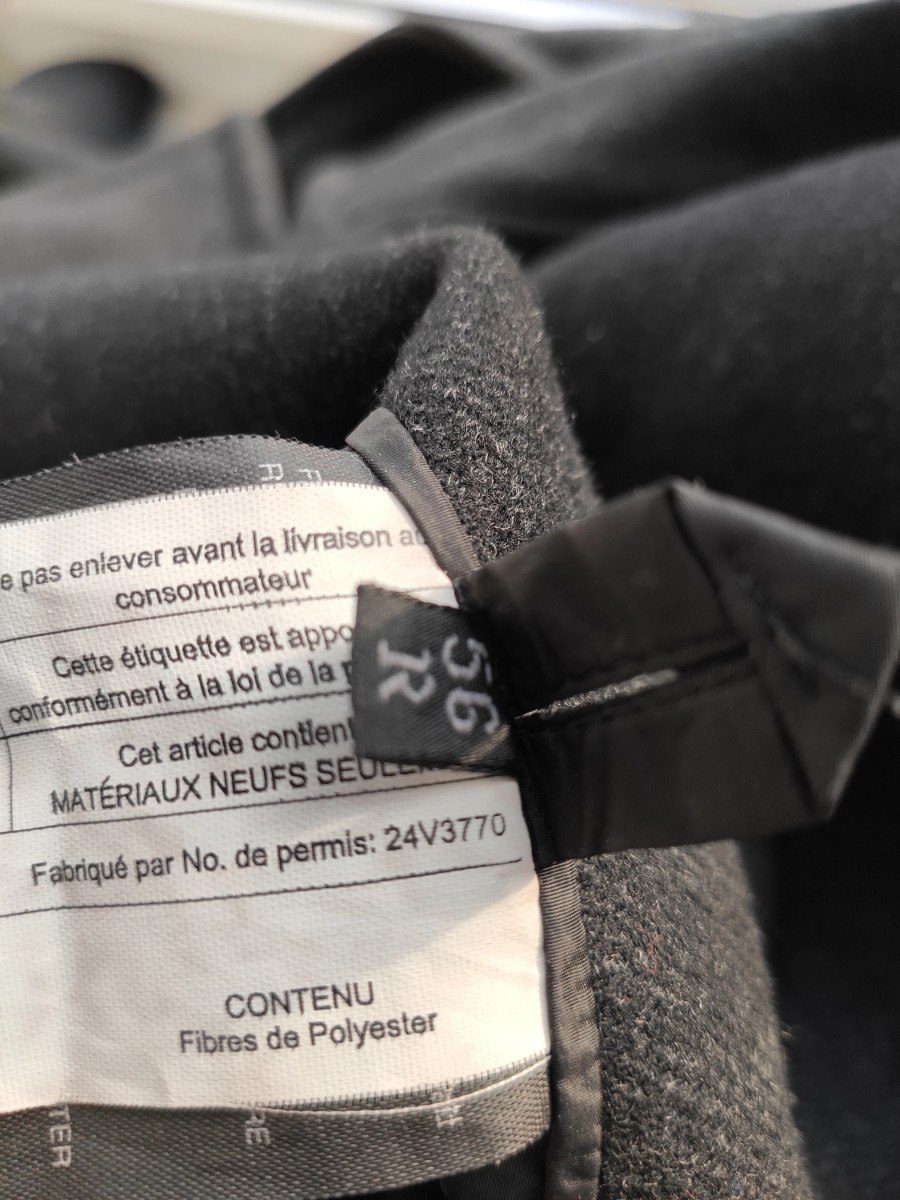 e pas enlever avant la livraison a
consommateur
Cette étiquette est appo
conformément à la loi de la
Cet article contient
MATÉRIAUX NEUFS SEULE
Fabriqué par No. de permis: 24V3770
CONTENU
Fibres de Polyester
56
R